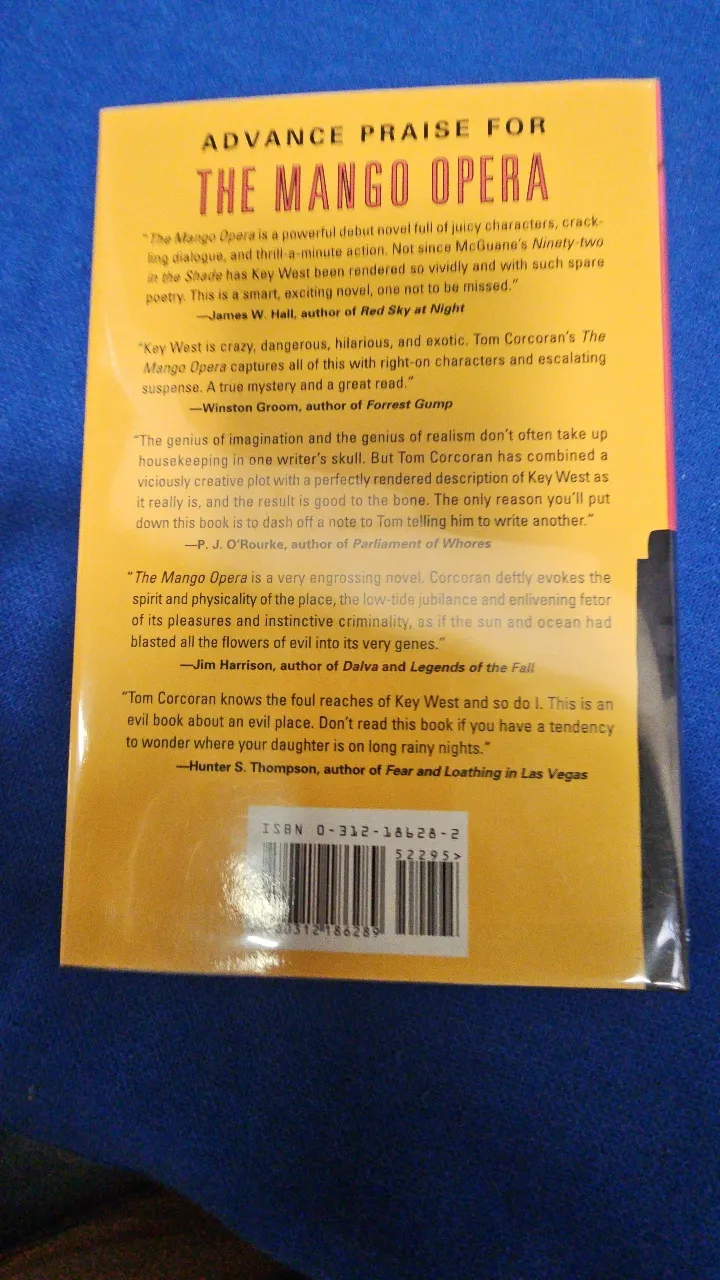 ADVANCE PRAISE FOR
THE MANGO OPERA
"The Mango Opera is a powerful debut novel full of juicy characters, crack-
ling dialogue, and thrill-a-minute action. Not since McGuane's Ninety-two
in the Shade has Key West been rendered so vividly and with such spare
poetry. This is a smart, exciting novel, one not to be missed."
—James W. Hall, author of Red Sky at Night
"Key West is crazy, dangerous, hilarious, and exotic. Tom Corcoran's The
Mango Opera captures all of this with right-on characters and escalating
suspense. A true mystery and a great read."
—Winston Groom, author of Forrest Gump
"The genius of imagination and the genius of realism don't often take up
housekeeping in one writer's skull. But Tom Corcoran has combined a
viciously creative plot with a perfectly rendered description of Key West as
it really is, and the result is good to the bone. The only reason you'll put
down this book is to dash off a note to Tom telling him to write another."
—P. J. O'Rourke, author of Parliament of Whores
"The Mango Opera is a very engrossing novel. Corcoran deftly evokes the
spirit and physicality of the place, the low-tide jubilance and enlivening fetor
of its pleasures and instinctive criminality, as if the sun and ocean had
blasted all the flowers of evil into its very genes."
—Jim Harrison, author of Dalva and Legends of the Fall
"Tom Corcoran knows the foul reaches of Key West and so do I. This is an
evil book about an evil place. Don't read this book if you have a tendency
to wonder where your daughter is on long rainy nights."
—Hunter S. Thompson, author of Fear and Loathing in Las Vegas
ISBN 0-312-18628-2
52295>
780312186289